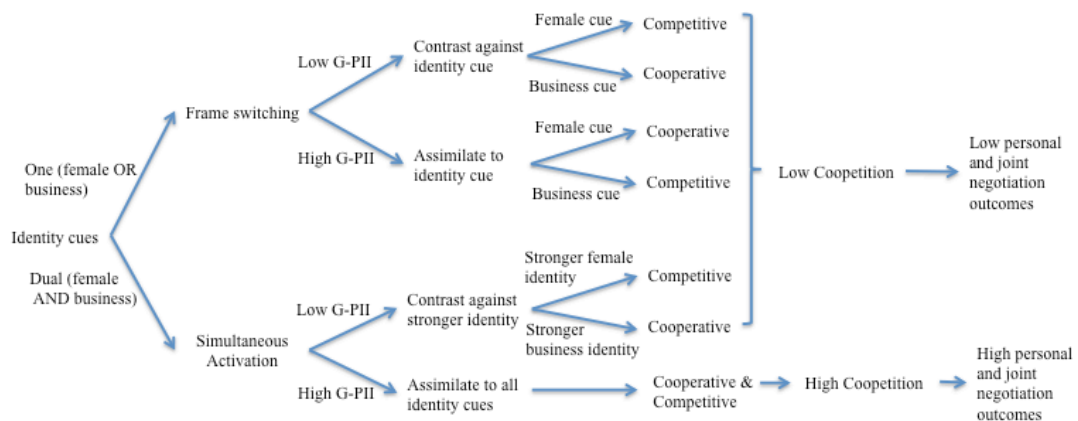 Female cue
Competitive
Contrast against
identity cue
Low G-PII
Business cue
Cooperative
Frame switching
Female cue
Cooperative
High G-PII
Assimilate to
identity cue
Business cue
Competitive
One (female OR
business)
Low Coopetition
Low personal
and joint
negotiation
outcomes
Identity cues
Dual (female
AND business)
Stronger female
identity
Competitive
Low G-PII
Contrast against
stronger identity
Stronger
business identity
Cooperative
Simultaneous
Activation
High G-PII
Assimilate to all
identity cues
Cooperative &
Competitive
High Coopetition
High personal
and joint
negotiation
outcomes